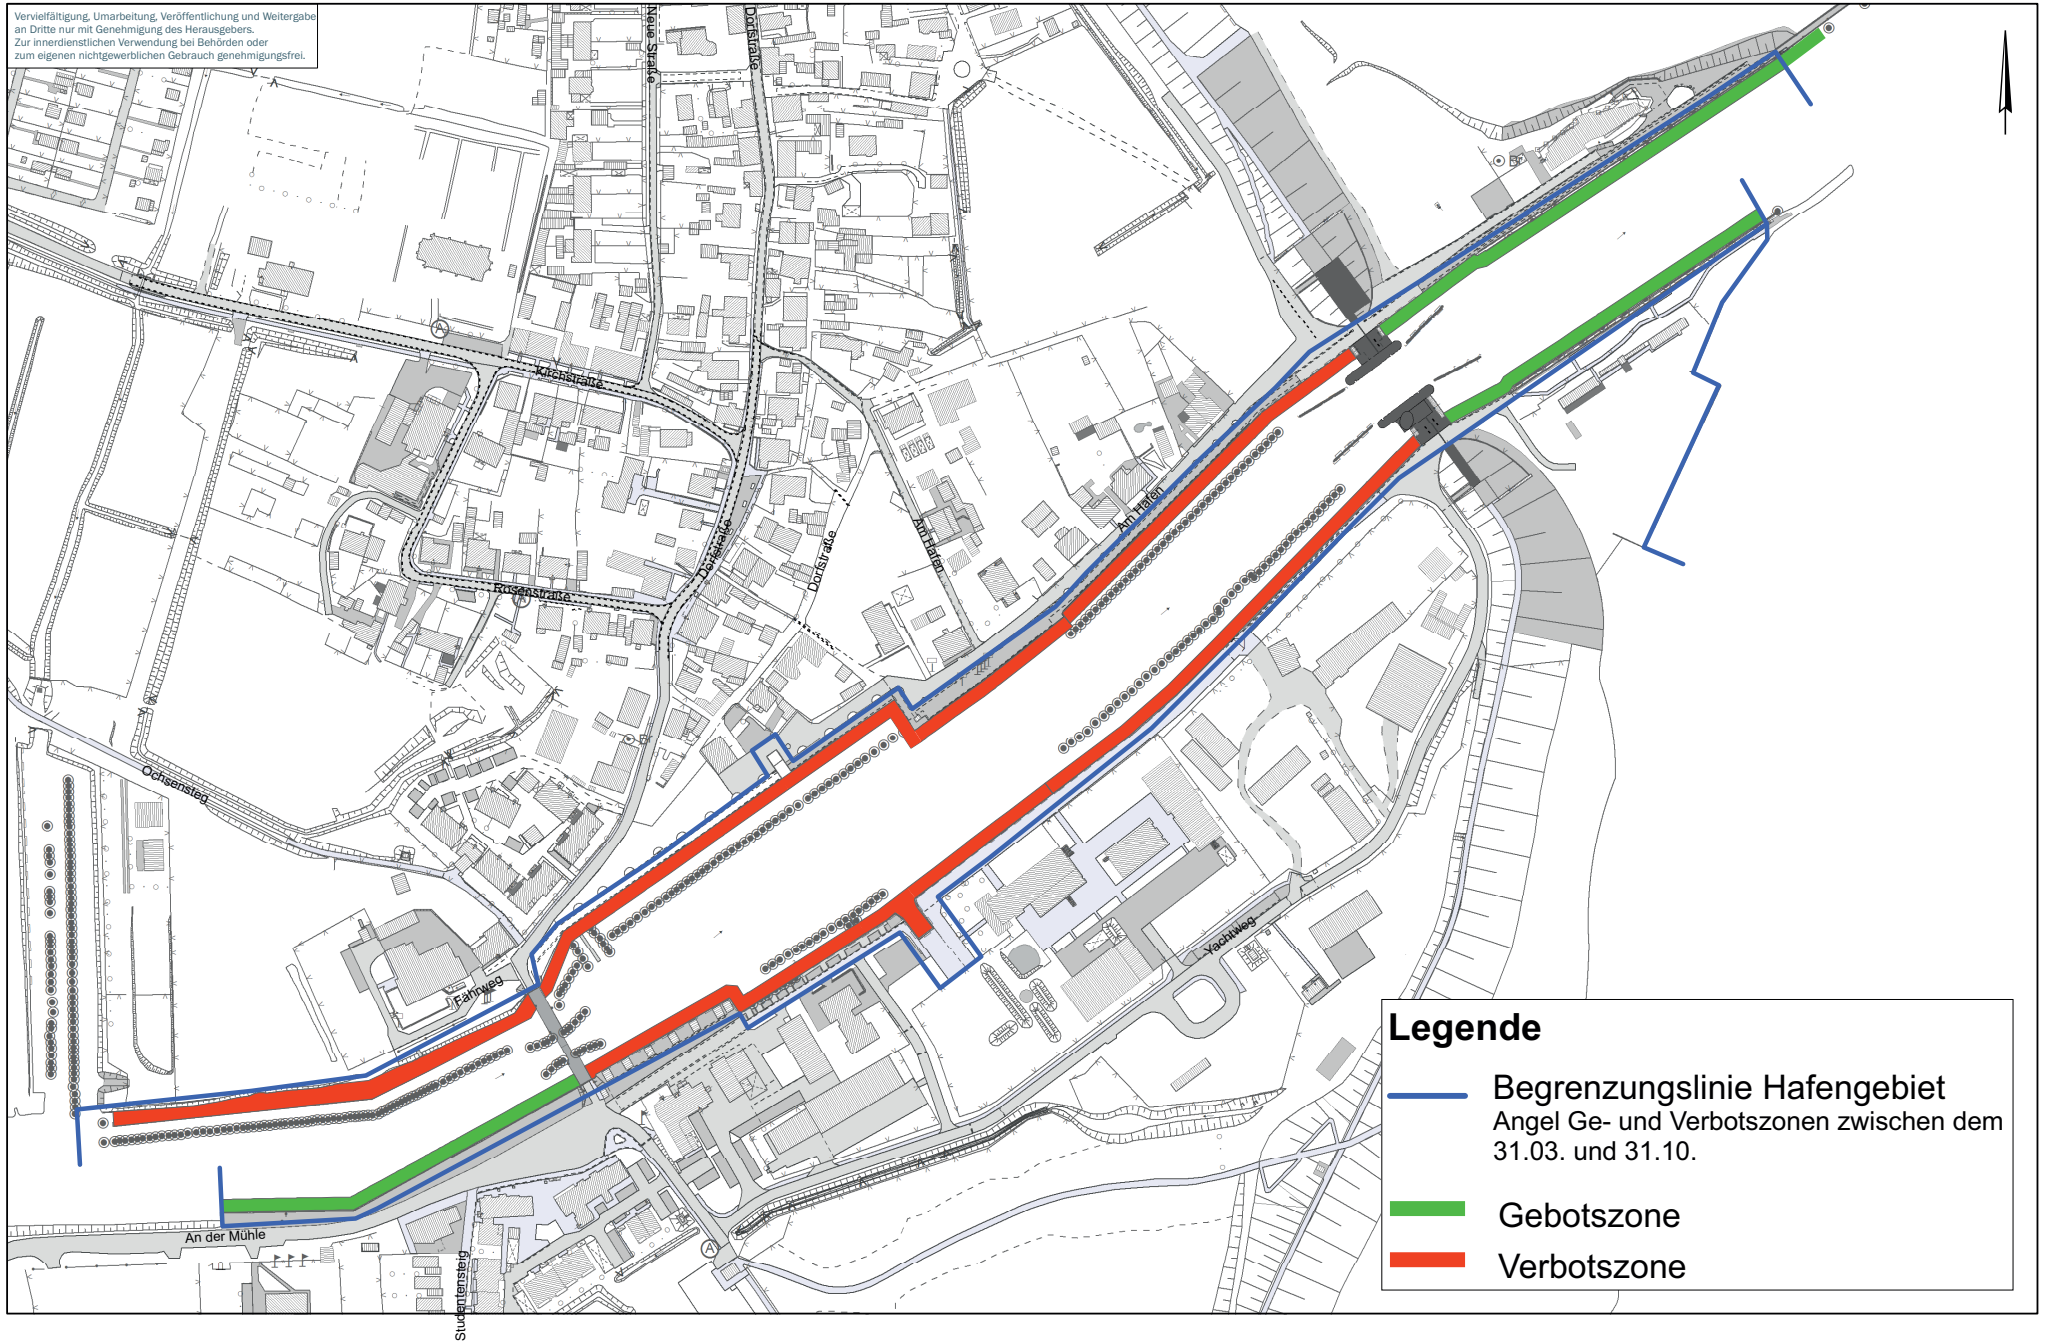 Vervielfältigung, Umarbeitung, Veröffentlichung und Weitergabe
an Dritte nur mit Genehmigung des Herausgebers.
Zur innerdienstlichen Verwendung bei Behörden oder
zum eigenen nichtgewerblichen Gebrauch genehmigungsfrei.
Neue Straße
Dorfstraße
Kirchstraße
Am Hafen
Am Hafen
Dorfstraße
Dorfstraße
Rosenstraße
Ochsensteg
Fährweg
Yachtweg
An der Mühle
Studentensteig
A
A
A
Legende
Begrenzungslinie Hafengebiet
Angel Ge- und Verbotszonen zwischen dem
31.03. und 31.10.
Gebotszone
Verbotszone